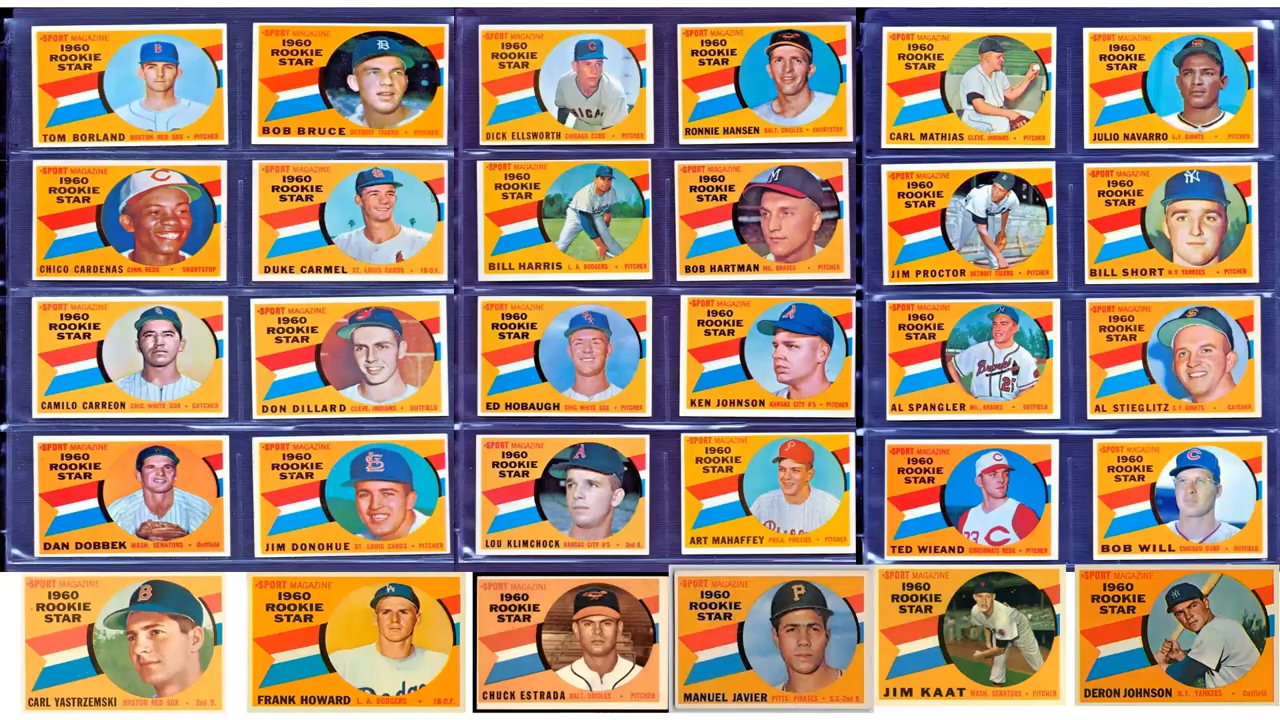 SPORT MAGAZINE
1960
ROOKIE
STAR
TOM BORLAND BOSTON RED SOX • PITCHER
SPORT MAGAZINE
1960
ROOKIE
STAR
BOB BRUCE DETROIT TIGERS • PITCHER
SPORT MAGAZINE
1960
ROOKIE
STAR
DICK ELLSWORTH CHICAGO CUBS • PITCHER
SPORT MAGAZINE
1960
ROOKIE
STAR
RONNIE HANSEN BALT. ORIOLES • SHORTSTOP
SPORT MAGAZINE
1960
ROOKIE
STAR
CARL MATHIAS CLEVE. INDIANS • PITCHER
SPORT MAGAZINE
1960
ROOKIE
STAR
JULIO NAVARRO S.F. GIANTS • PITCHER
SPORT MAGAZINE
1960
ROOKIE
STAR
CHICO CARDENAS CINN. REDS • SHORTSTOP
SPORT MAGAZINE
1960
ROOKIE
STAR
DUKE CARMEL ST. LOUIS CARDS • 1B-O.F.
SPORT MAGAZINE
1960
ROOKIE
STAR
BILL HARRIS L. A. DODGERS • PITCHER
SPORT MAGAZINE
1960
ROOKIE
STAR
BOB HARTMAN MIL. BRAVES • PITCHER
SPORT MAGAZINE
1960
ROOKIE
STAR
JIM PROCTOR DETROIT TIGERS • PITCHER
SPORT MAGAZINE
1960
ROOKIE
STAR
BILL SHORT N.Y. YANKEES • PITCHER
SPORT MAGAZINE
1960
ROOKIE
STAR
CAMILO CARREON CHIC. WHITE SOX • CATCHER
SPORT MAGAZINE
1960
ROOKIE
STAR
DON DILLARD CLEVE. INDIANS • OUTFIELD
SPORT MAGAZINE
1960
ROOKIE
STAR
ED HOBAUGH CHIC. WHITE SOX • PITCHER
SPORT MAGAZINE
1960
ROOKIE
STAR
KEN JOHNSON KANSAS CITY A'S • PITCHER
SPORT MAGAZINE
1960
ROOKIE
STAR
Braves
21
AL SPANGLER MIL. BRAVES • OUTFIELD
SPORT MAGAZINE
1960
ROOKIE
STAR
AL STIEGLITZ S.F. GIANTS • CATCHER
SPORT MAGAZINE
1960
ROOKIE
STAR
DAN DOBBEK WASH. SENATORS • Outfield
SPORT MAGAZINE
1960
ROOKIE
STAR
JIM DONOHUE ST. LOUIS CARDS • PITCHER
SPORT MAGAZINE
1960
ROOKIE
STAR
LOU KLIMCHOCK KANSAS CITY A'S • 2nd B.
SPORT MAGAZINE
1960
ROOKIE
STAR
ART MAHAFFEY PHILA. PHILLIES • PITCHER
SPORT MAGAZINE
1960
ROOKIE
STAR
TED WIEAND CINCINNATI REDS • PITCHER
SPORT MAGAZINE
1960
ROOKIE
STAR
BOB WILL CHICAGO CUBS • OUTFIELD
SPORT MAGAZINE
1960
ROOKIE
STAR
CARL YASTRZEMSKI BOSTON RED SOX • 2nd B.
SPORT MAGAZINE
1960
ROOKIE
STAR
FRANK HOWARD L. A. DODGERS • 1B-O.F.
SPORT MAGAZINE
1960
ROOKIE
STAR
CHUCK ESTRADA BALT. ORIOLES • PITCHER
SPORT MAGAZINE
1960
ROOKIE
STAR
MANUEL JAVIER PITTS. PIRATES • S.S.-2nd B.
SPORT MAGAZINE
1960
ROOKIE
STAR
JIM KAAT WASH. SENATORS • PITCHER
SPORT MAGAZINE
1960
ROOKIE
STAR
DERON JOHNSON N.Y. YANKEES • Outfield